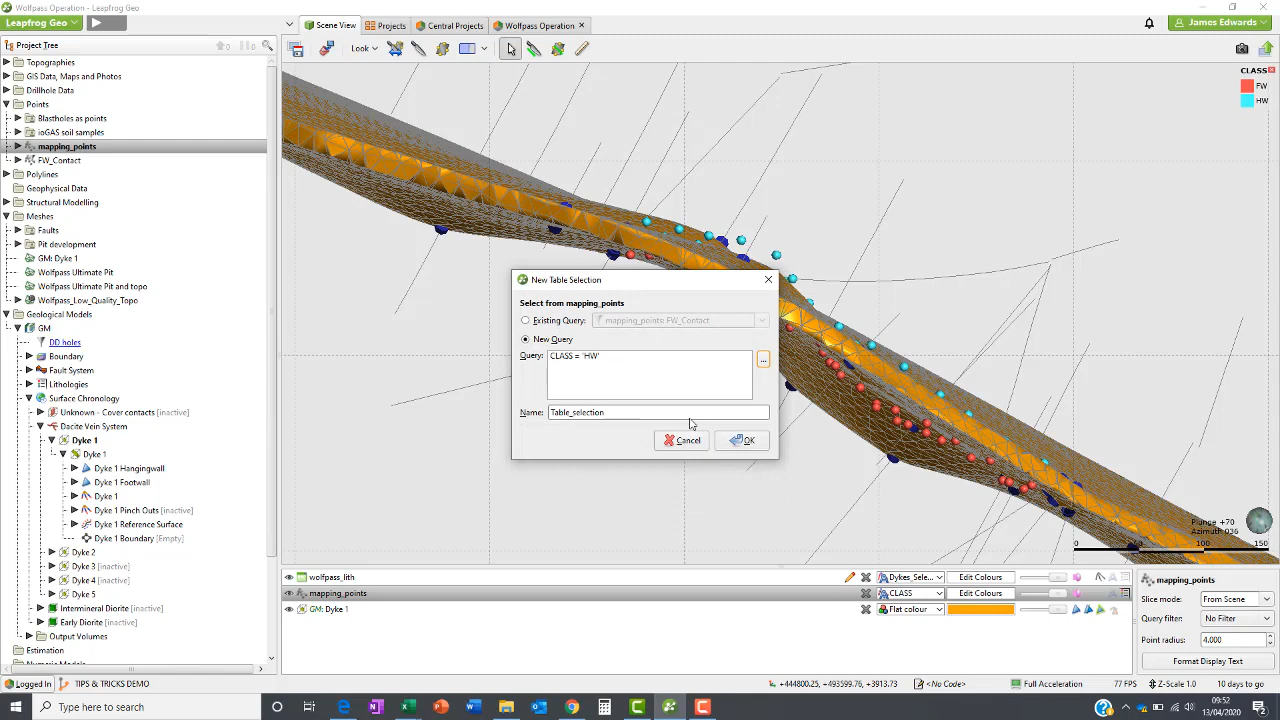 Wolfpass Operation - Leapfrog Geo
Leapfrog Geo
Scene View
Projects
Central Projects
Wolfpass Operation
James Edwards
Project Tree
0
0
Look
Topographies
GIS Data, Maps and Photos
Drillhole Data
Points
Blastholes as points
ioGAS soil samples
mapping_points
FW_Contact
Polylines
Geophysical Data
Structural Modelling
Meshes
Faults
Pit development
GM: Dyke 1
Wolfpass Ultimate Pit
Wolfpass Ultimate Pit and topo
Wolfpass_Low_Quality_Topo
Geological Models
GM
DD holes
Boundary
Fault System
Lithologies
Surface Chronology
Unknown - Cover contacts [inactive]
Dacite Vein System
Dyke 1
Dyke 1
Dyke 1 Hangingwall
Dyke 1 Footwall
Dyke 1
Dyke 1 Pinch Outs [inactive]
Dyke 1 Reference Surface
Dyke 1 Boundary [Empty]
Dyke 2
Dyke 3 [inactive]
Dyke 4 [inactive]
Dyke 5
Intermineral Diorite [inactive]
Early Diorite [inactive]
Output Volumes
Estimation
Numeric Models
CLASS
FW
HW
New Table Selection
Select from mapping_points
Existing Query:
mapping_points: FW_Contact
New Query
Query:
CLASS = 'HW'
...
Name:
Table_selection
Cancel
OK
Plunge +70
Azimuth 036
0
50
100
150
wolfpass_lith
Dykes_Sele...
Edit Colours
mapping_points
CLASS
Edit Colours
GM: Dyke 1
Flat colour
mapping_points
Slice mode:
From Scene
Query filter:
No Filter
Point radius:
4.000
Format Display Text
Logged In
TIPS & TRICKS DEMO
+444800.25, +493599.76, +3913.73
<No Code>
Full Acceleration
77 FPS
Z-Scale 1.0
10 days to go
Type here to search
09:52
13/04/2020
2